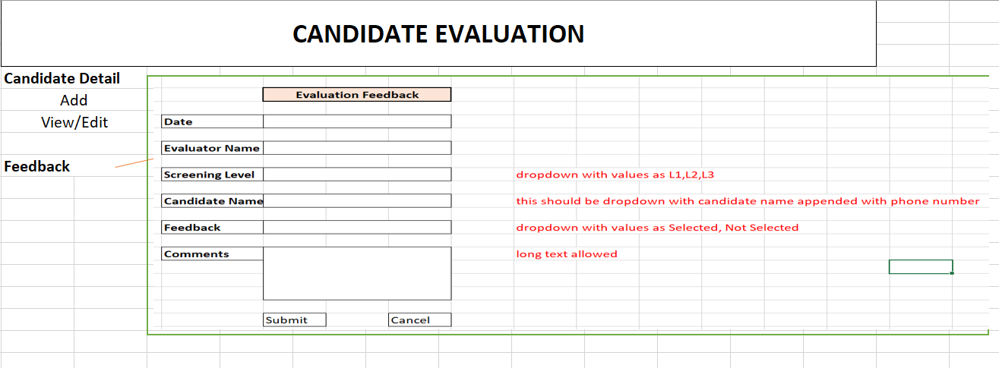 CANDIDATE EVALUATION
Candidate Detail
Add
View/Edit
Feedback
Evaluation Feedback
Date
Evaluator Name
Screening Level
dropdown with values as L1,L2,L3
Candidate Name
this should be dropdown with candidate name appended with phone number
Feedback
dropdown with values as Selected, Not Selected
Comments
long text allowed
Submit
Cancel